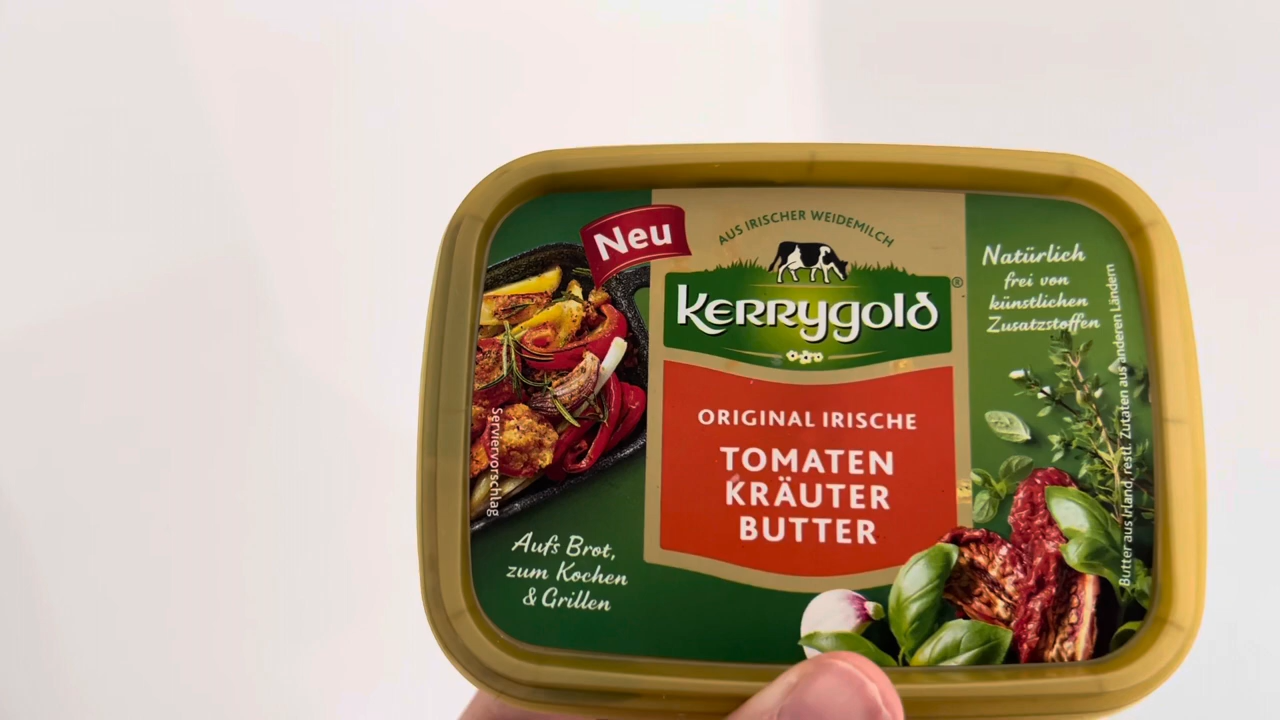 Neu
AUS IRISCHER WEIDEMILCH
Kerrygold®
ORIGINAL IRISCHE
TOMATEN
KRÄUTER
BUTTER
Serviervorschlag
Aufs Brot,
zum Kochen
& Grillen
Natürlich
frei von
künstlichen
Zusatzstoffen
Butter aus Irland, restl. Zutaten aus anderen Ländern